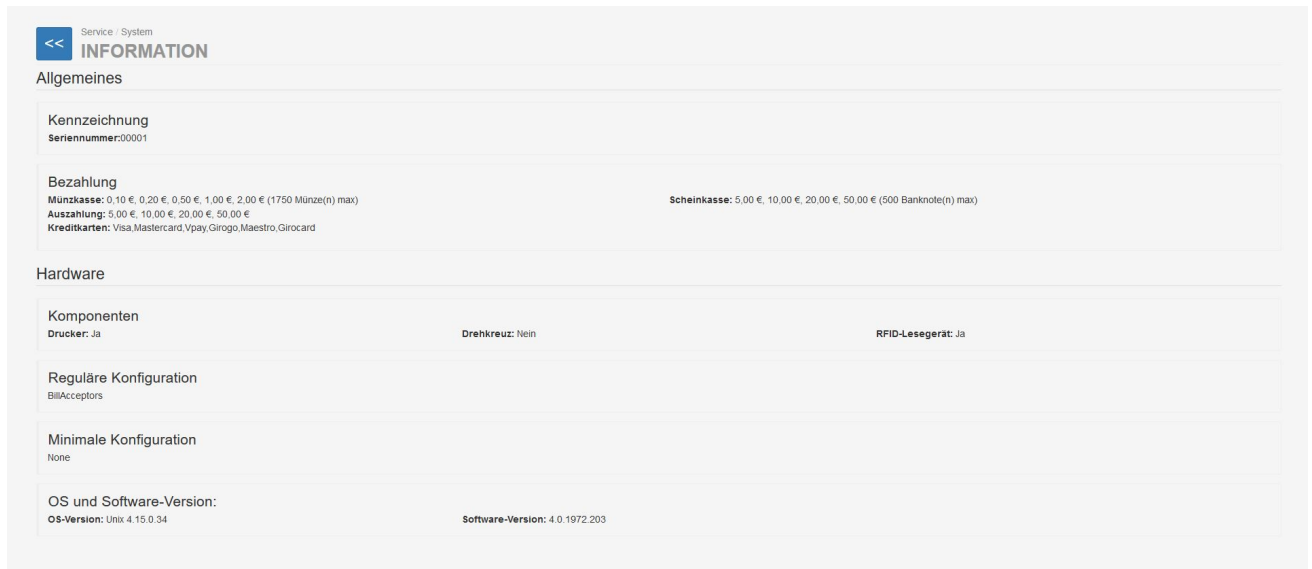 <<
Service / System
INFORMATION
Allgemeines
Kennzeichnung
Seriennummer:00001
Bezahlung
Münzkasse: 0,10 €, 0,20 €, 0,50 €, 1,00 €, 2,00 € (1750 Münze(n) max)
Scheinkasse: 5,00 €, 10,00 €, 20,00 €, 50,00 € (500 Banknote(n) max)
Auszahlung: 5,00 €, 10,00 €, 20,00 €, 50,00 €
Kreditkarten: Visa,Mastercard,Vpay,Girogo,Maestro,Girocard
Hardware
Komponenten
Drucker: Ja
Drehkreuz: Nein
RFID-Lesegerät: Ja
Reguläre Konfiguration
BillAcceptors
Minimale Konfiguration
None
OS und Software-Version:
OS-Version: Unix 4.15.0.34
Software-Version: 4.0.1972.203